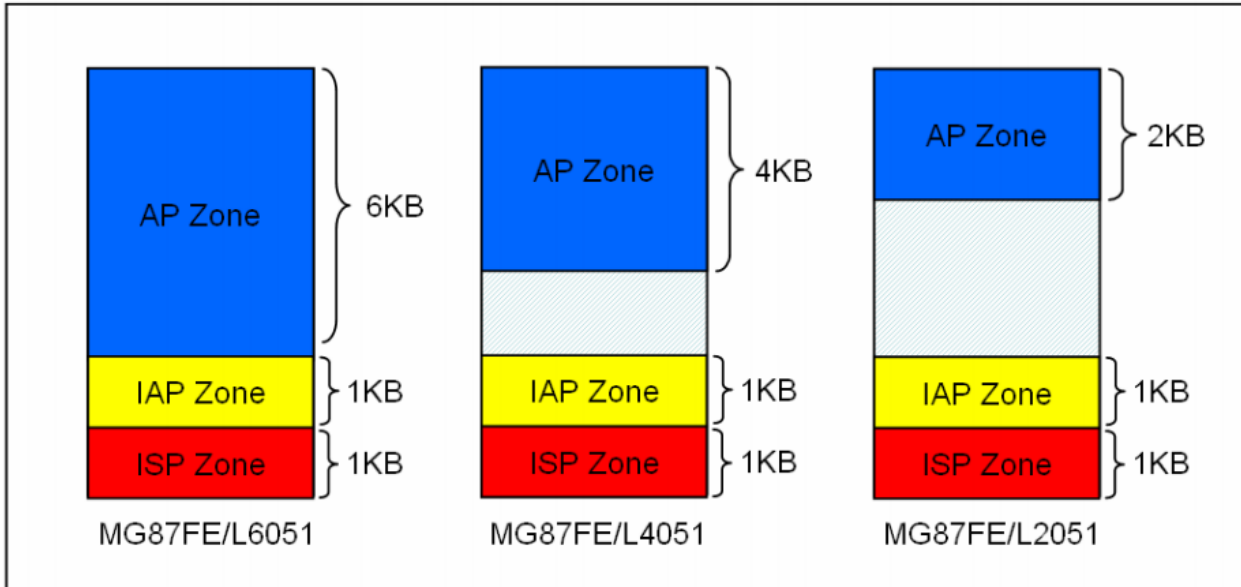 AP Zone
6KB
IAP Zone
1KB
ISP Zone
1KB
MG87FE/L6051
AP Zone
4KB
IAP Zone
1KB
ISP Zone
1KB
MG87FE/L4051
AP Zone
2KB
IAP Zone
1KB
ISP Zone
1KB
MG87FE/L2051